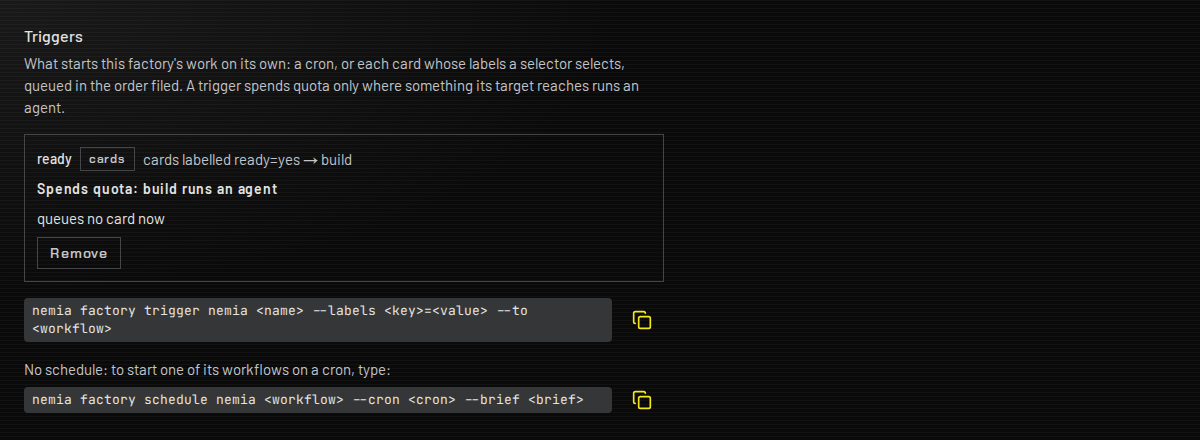 Triggers
What starts this factory's work on its own: a cron, or each card whose labels a selector selects,
queued in the order filed. A trigger spends quota only where something its target reaches runs an
agent.
ready cards cards labelled ready=yes → build
Spends quota: build runs an agent
queues no card now
Remove
nemia factory trigger nemia <name> --labels <key>=<value> --to
<workflow>
No schedule: to start one of its workflows on a cron, type:
nemia factory schedule nemia <workflow> --cron <cron> --brief <brief>